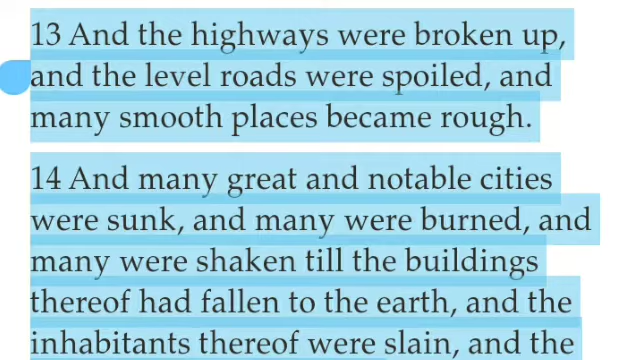 13 And the highways were broken up,
and the level roads were spoiled, and
many smooth places became rough.
14 And many great and notable cities
were sunk, and many were burned, and
many were shaken till the buildings
thereof had fallen to the earth, and the
inhabitants thereof were slain, and the